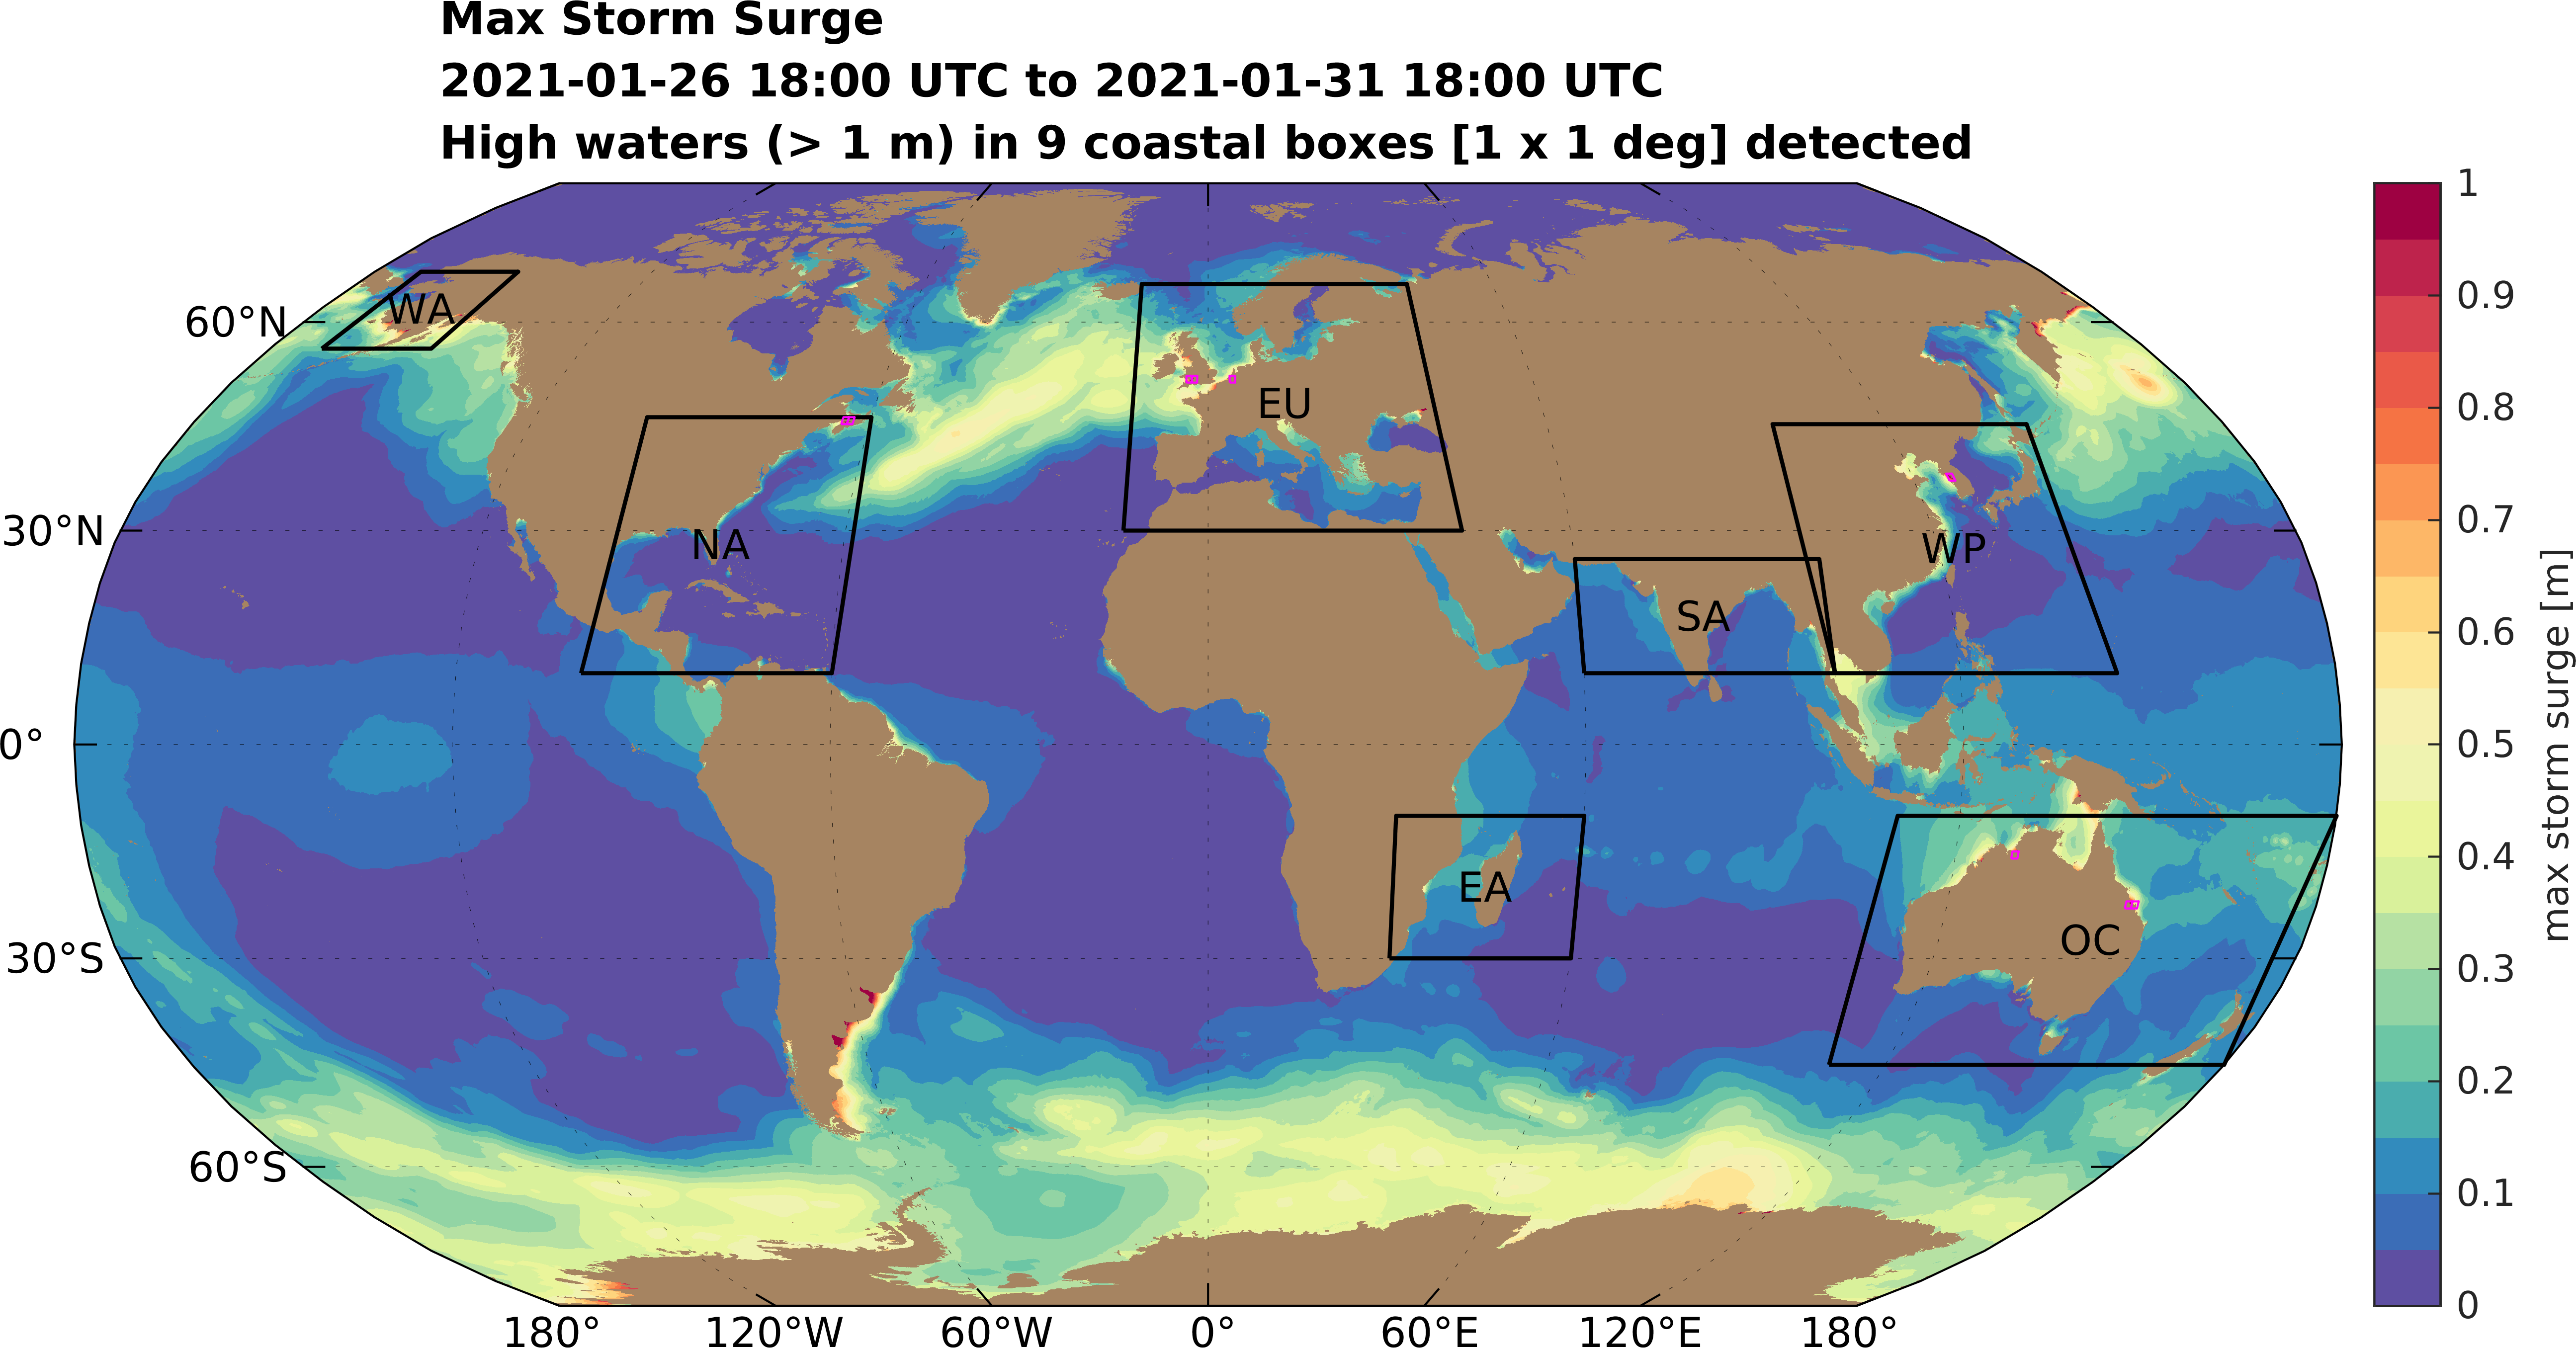 Max Storm Surge
2021-01-26 18:00 UTC to 2021-01-31 18:00 UTC
High waters (> 1 m) in 9 coastal boxes [1 x 1 deg] detected
60°N
30°N
0°
30°S
60°S
WA
NA
EU
SA
WP
EA
OC
180°
120°W
60°W
0°
60°E
120°E
180°
1
0.9
0.8
0.7
0.6
0.5
0.4
0.3
0.2
0.1
0
max storm surge [m]